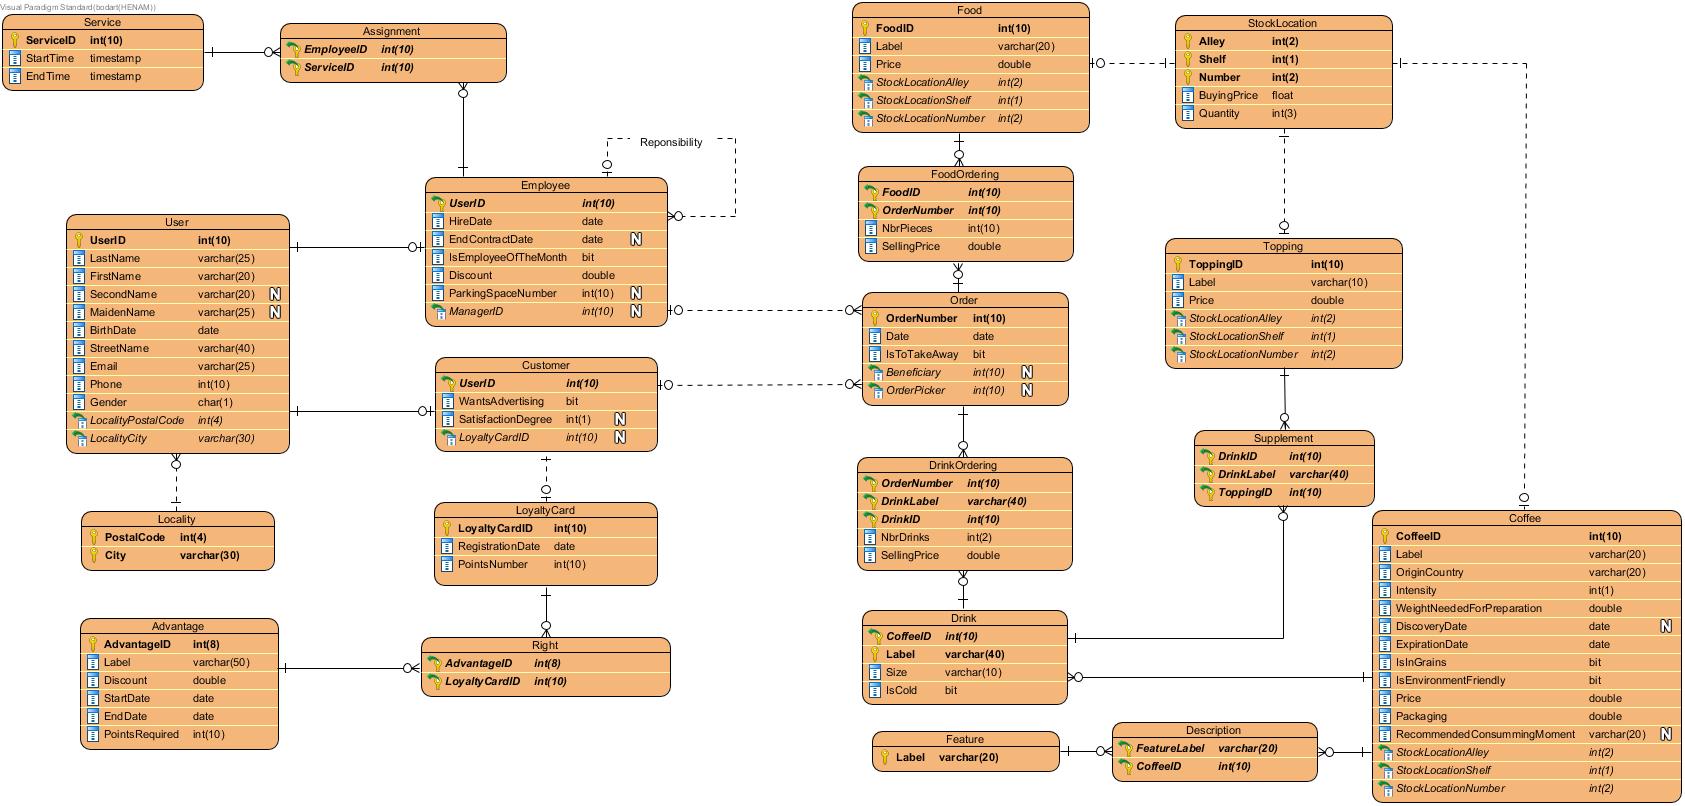 Visual Paradigm Standard(bodart(HENAM))
Service
ServiceID int(10)
StartTime timestamp
EndTime timestamp
Assignment
EmployeeID int(10)
ServiceID int(10)
Reponsibility
Employee
UserID int(10)
HireDate date
EndContractDate date N
IsEmployeeOfTheMonth bit
Discount double
ParkingSpaceNumber int(10) N
ManagerID int(10) N
User
UserID int(10)
LastName varchar(25)
FirstName varchar(20)
SecondName varchar(20) N
MaidenName varchar(25) N
BirthDate date
StreetName varchar(40)
Email varchar(25)
Phone int(10)
Gender char(1)
LocalityPostalCode int(4)
LocalityCity varchar(30)
Customer
UserID int(10)
WantsAdvertising bit
SatisfactionDegree int(1) N
LoyaltyCardID int(10) N
Locality
PostalCode int(4)
City varchar(30)
LoyaltyCard
LoyaltyCardID int(10)
RegistrationDate date
PointsNumber int(10)
Advantage
AdvantageID int(8)
Label varchar(50)
Discount double
StartDate date
EndDate date
PointsRequired int(10)
Right
AdvantageID int(8)
LoyaltyCardID int(10)
Food
FoodID int(10)
Label varchar(20)
Price double
StockLocationAlley int(2)
StockLocationShelf int(1)
StockLocationNumber int(2)
FoodOrdering
FoodID int(10)
OrderNumber int(10)
NbrPieces int(10)
SellingPrice double
Order
OrderNumber int(10)
Date date
IsToTakeAway bit
Beneficiary int(10) N
OrderPicker int(10) N
DrinkOrdering
OrderNumber int(10)
DrinkLabel varchar(40)
DrinkID int(10)
NbrDrinks int(2)
SellingPrice double
Drink
CoffeeID int(10)
Label varchar(40)
Size varchar(10)
IsCold bit
Feature
Label varchar(20)
Description
FeatureLabel varchar(20)
CoffeeID int(10)
StockLocation
Alley int(2)
Shelf int(1)
Number int(2)
BuyingPrice float
Quantity int(3)
Topping
ToppingID int(10)
Label varchar(10)
Price double
StockLocationAlley int(2)
StockLocationShelf int(1)
StockLocationNumber int(2)
Supplement
DrinkID int(10)
DrinkLabel varchar(40)
ToppingID int(10)
Coffee
CoffeeID int(10)
Label varchar(20)
OriginCountry varchar(20)
Intensity int(1)
WeightNeededForPreparation double
DiscoveryDate date N
ExpirationDate date
IsInGrains bit
IsEnvironmentFriendly bit
Price double
Packaging double
RecommendedConsummingMoment varchar(20) N
StockLocationAlley int(2)
StockLocationShelf int(1)
StockLocationNumber int(2)